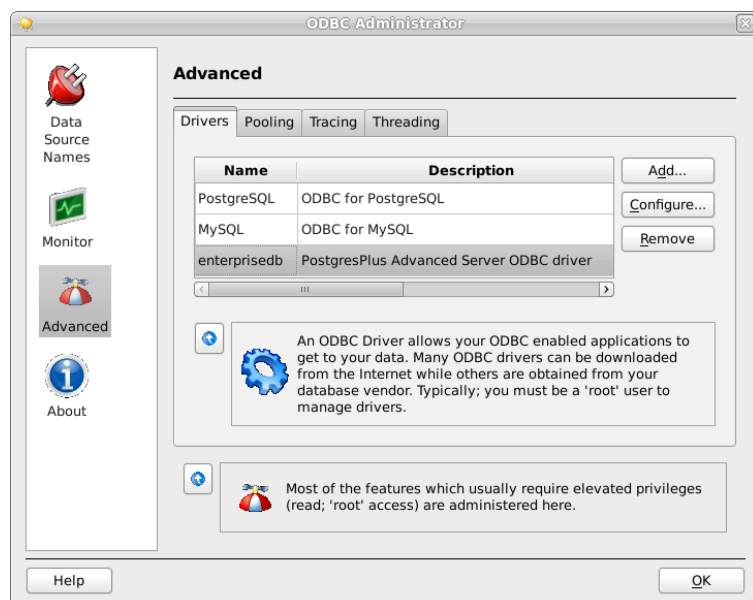 ODBC Administrator
Data
Source
Names
Monitor
Advanced
About
Advanced
Drivers
Pooling
Tracing
Threading
Name
Description
PostgreSQL
ODBC for PostgreSQL
MySQL
ODBC for MySQL
enterprisedb
PostgresPlus Advanced Server ODBC driver
Add...
Configure...
Remove
An ODBC Driver allows your ODBC enabled applications to
get to your data. Many ODBC drivers can be downloaded
from the Internet while others are obtained from your
database vendor. Typically; you must be a 'root' user to
manage drivers.
Most of the features which usually require elevated privileges
(read; 'root' access) are administered here.
Help
OK